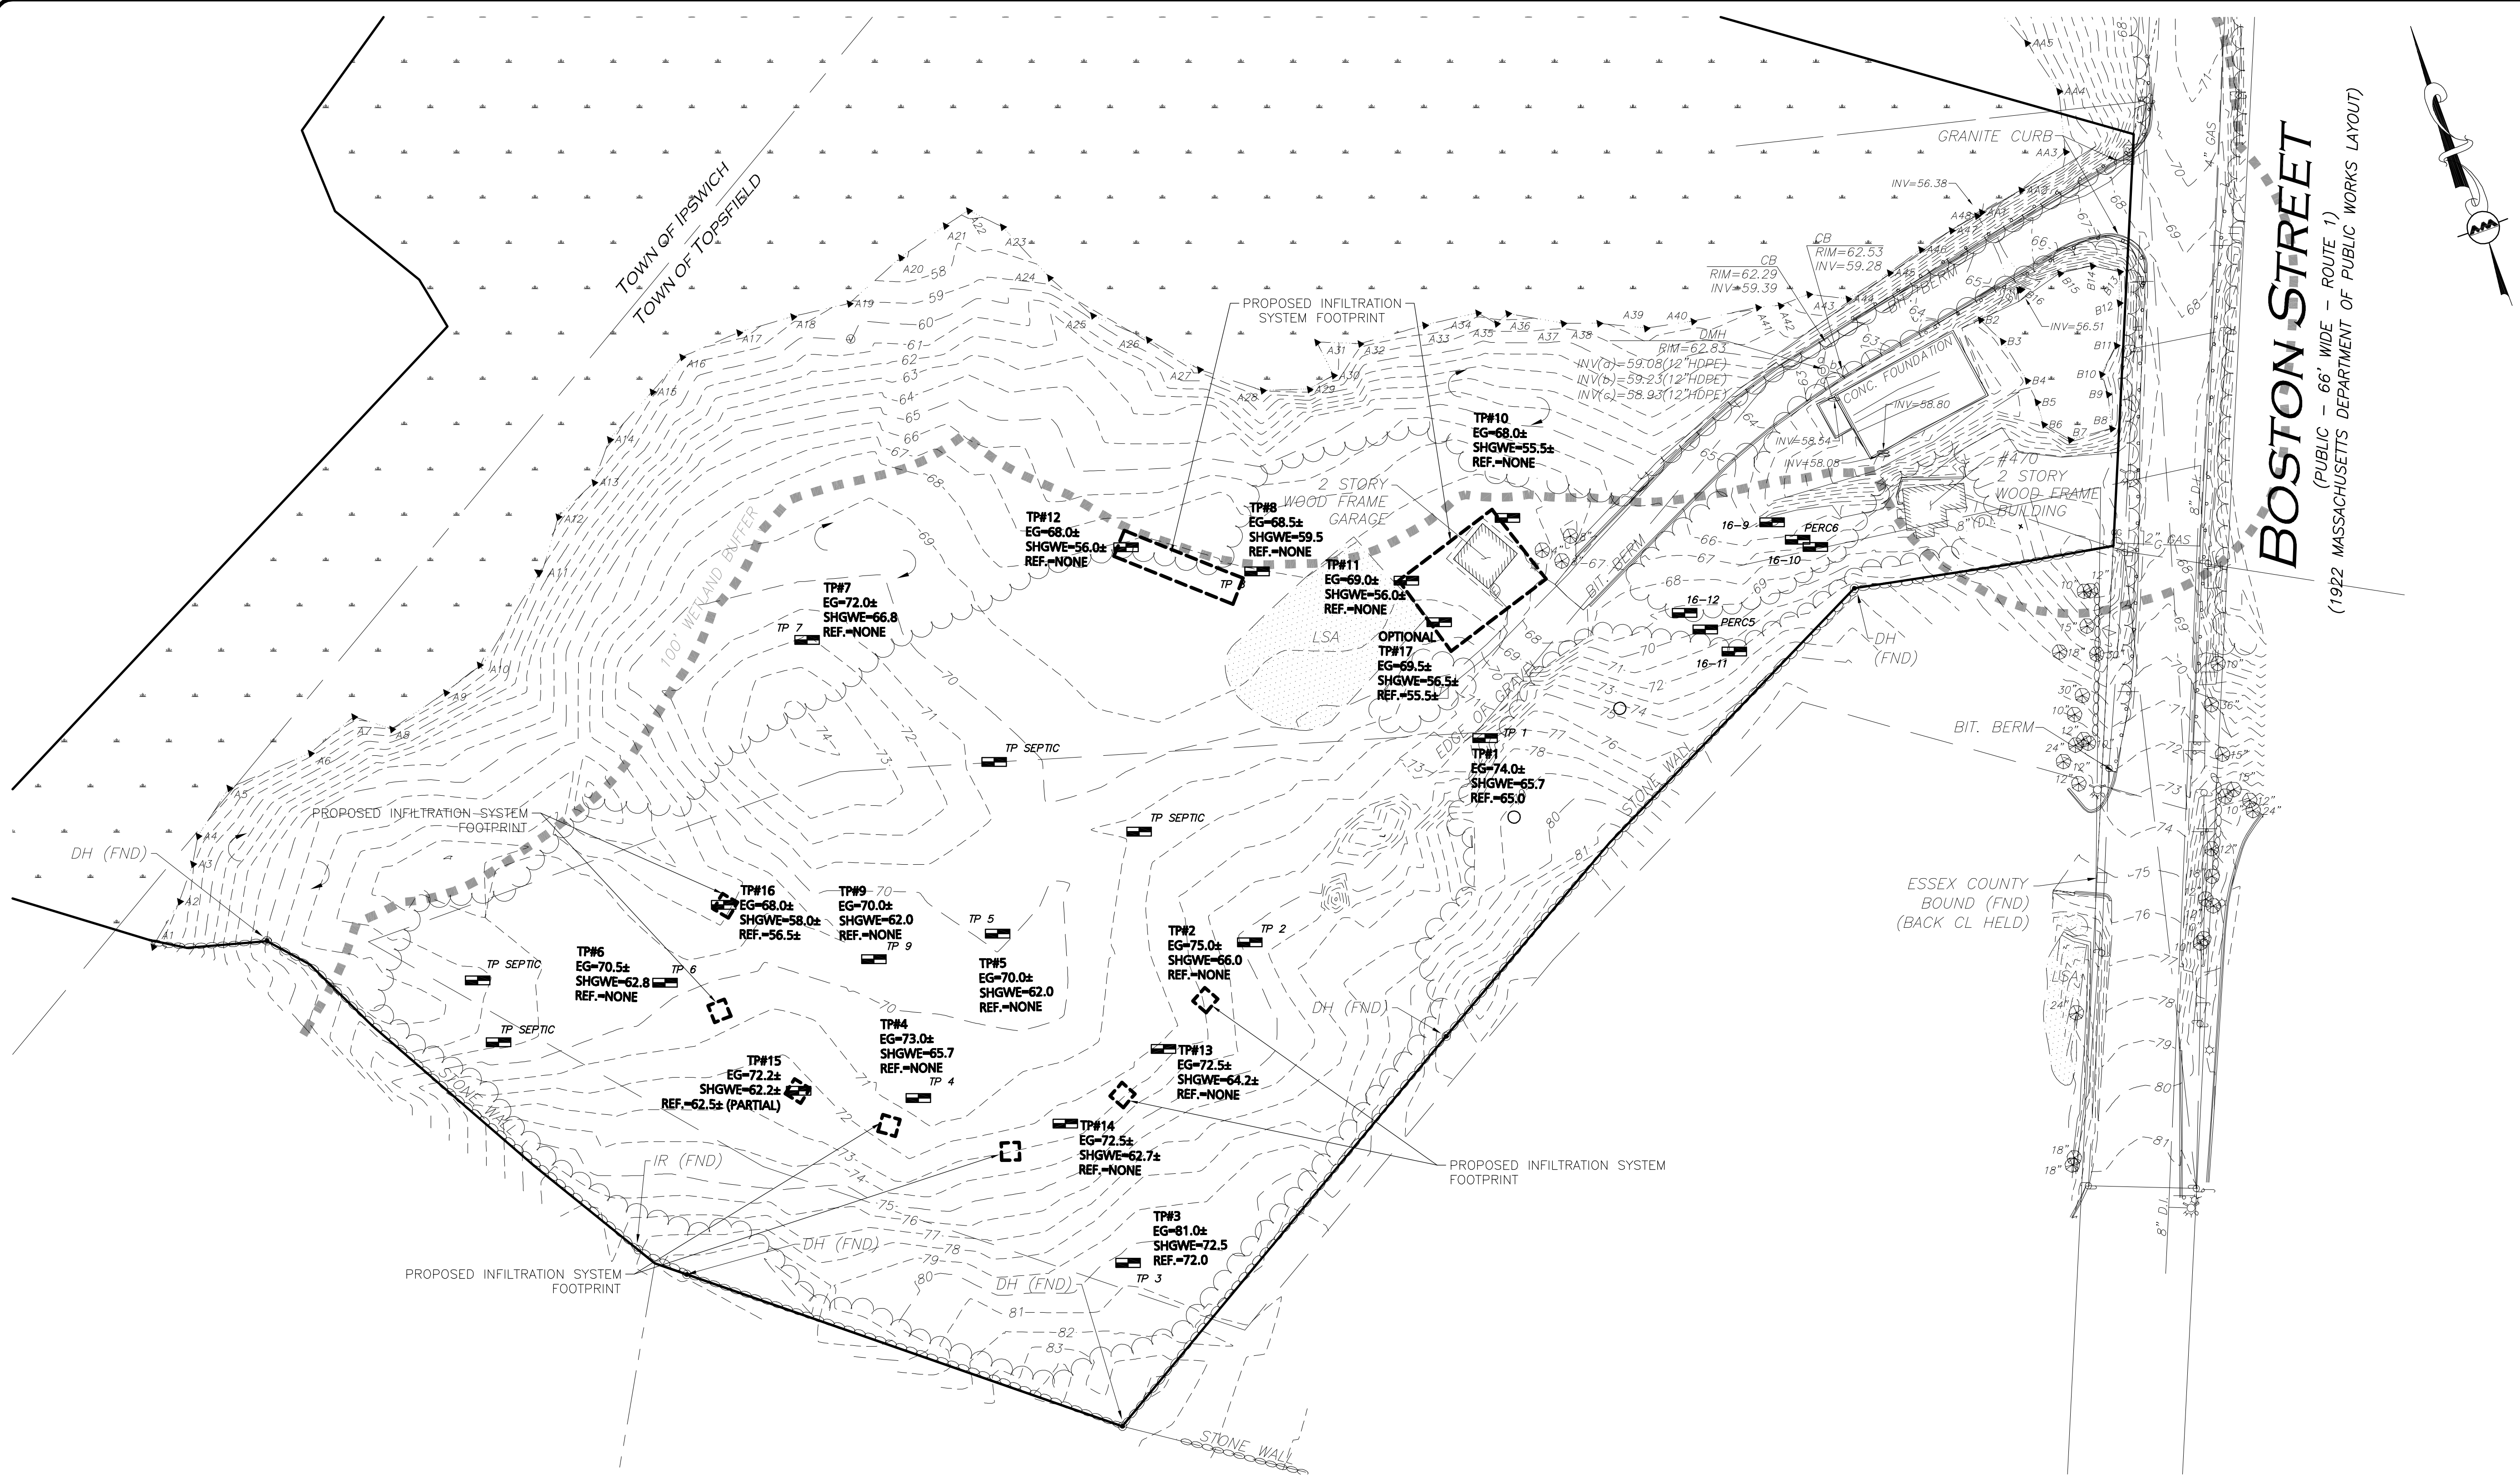 TOWN OF IPSWICH
TOWN OF TOPSFIELD
BOSTON STREET
(PUBLIC - 66' WIDE - ROUTE 1)
(1922 MASSACHUSETTS DEPARTMENT OF PUBLIC WORKS LAYOUT)
GRANITE CURB
INV=56.38
CB
RIM=62.53
INV=59.28
CB
RIM=62.29
INV=59.39
BIT. BERM
PROPOSED INFILTRATION
SYSTEM FOOTPRINT
DMH
RIM=62.83
INV(a)=59.08(12"HDPE)
INV(b)=59.23(12"HDPE)
INV(c)=58.93(12"HDPE)
CONC. FOUNDATION
INV=56.51
INV=58.80
INV=58.54
INV=58.08
#470
2 STORY
WOOD FRAME
BUILDING
8" D.I.
2" GAS
4" GAS
2 STORY
WOOD FRAME
GARAGE
TP#10
EG=68.0±
SHGWE=55.5±
REF.=NONE
TP#12
EG=68.0±
SHGWE=56.0±
REF.=NONE
TP#8
EG=68.5±
SHGWE=59.5
REF.=NONE
TP 8
TP#11
EG=69.0±
SHGWE=56.0±
REF.=NONE
OPTIONAL
TP#17
EG=69.5±
SHGWE=56.5±
REF.=55.5±
LSA
BIT. BERM
16-9
PERC6
16-10
16-12
PERC5
16-11
DH
(FND)
100' WETLAND BUFFER
TP#7
EG=72.0±
SHGWE=66.8
REF.=NONE
TP 7
EDGE OF GRAVEL
TP 1
TP#1
EG=74.0±
SHGWE=65.7
REF.=65.0
STONE WALL
BIT. BERM
TP SEPTIC
TP SEPTIC
PROPOSED INFILTRATION SYSTEM
FOOTPRINT
DH (FND)
TP#16
EG=68.0±
SHGWE=58.0±
REF.=56.5±
TP#9
EG=70.0±
SHGWE=62.0
REF.=NONE
TP 9
TP 5
TP#5
EG=70.0±
SHGWE=62.0
REF.=NONE
TP#2
EG=75.0±
SHGWE=66.0
REF.=NONE
TP 2
ESSEX COUNTY
BOUND (FND)
(BACK CL HELD)
LSA
TP#6
EG=70.5±
SHGWE=62.8
REF.=NONE
TP 6
TP SEPTIC
TP SEPTIC
DH (FND)
TP#4
EG=73.0±
SHGWE=65.7
REF.=NONE
TP 4
TP#13
EG=72.5±
SHGWE=64.2±
REF.=NONE
TP#15
EG=72.2±
SHGWE=62.2±
REF.=62.5± (PARTIAL)
STONE WALL
TP#14
EG=72.5±
SHGWE=62.7±
REF.=NONE
IR (FND)
PROPOSED INFILTRATION SYSTEM
FOOTPRINT
TP#3
EG=81.0±
SHGWE=72.5
REF.=72.0
TP 3
DH (FND)
PROPOSED INFILTRATION SYSTEM
FOOTPRINT
DH (FND)
8" D.I.
STONE WALL